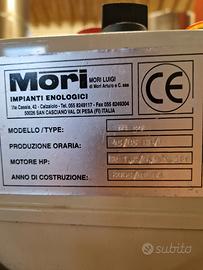 Mori
MORI LUIGI
di Mori Arturo e C. sas
IMPIANTI ENOLOGICI
Via Cassia, 42 - Calzaiolo - Tel. 055 8249117 - Fax 055 8249304
50026 SAN CASCIANO VAL DI PESA (FI) ITALIA
CE
MODELLO / TYPE:
PRODUZIONE ORARIA:
MOTORE HP:
ANNO DI COSTRUZIONE:
subito